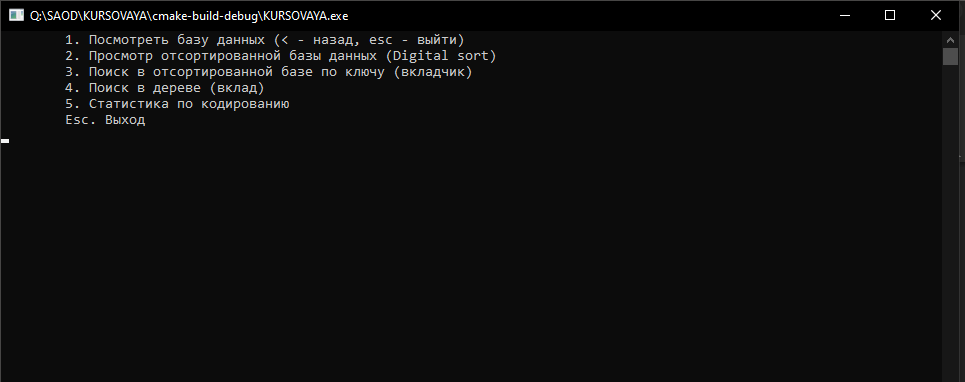 Q:\SAOD\KURSOVAYA\cmake-build-debug\KURSOVAYA.exe
1. Посмотреть базу данных (< - назад, esc - выйти)
2. Просмотр отсортированной базы данных (Digital sort)
3. Поиск в отсортированной базе по ключу (вкладчик)
4. Поиск в дереве (вклад)
5. Статистика по кодированию
Esc. Выход